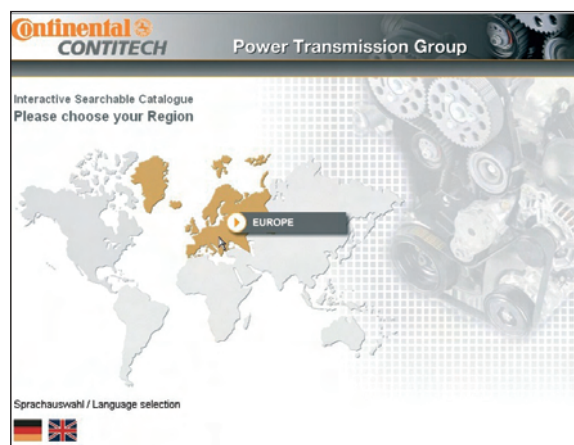 Continental
CONTITECH
Power Transmission Group
Interactive Searchable Catalogue
Please choose your Region
EUROPE
Sprachauswahl / Language selection